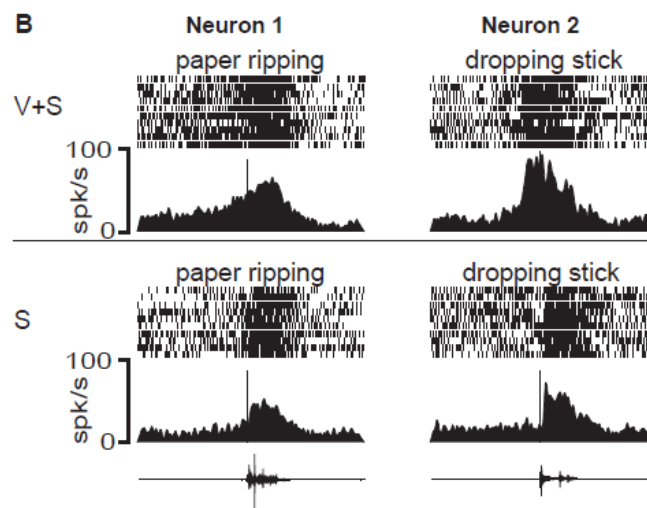 B
Neuron 1 Neuron 2
paper ripping dropping stick
V+S
100
spk/s
0
paper ripping dropping stick
S
100
spk/s
0